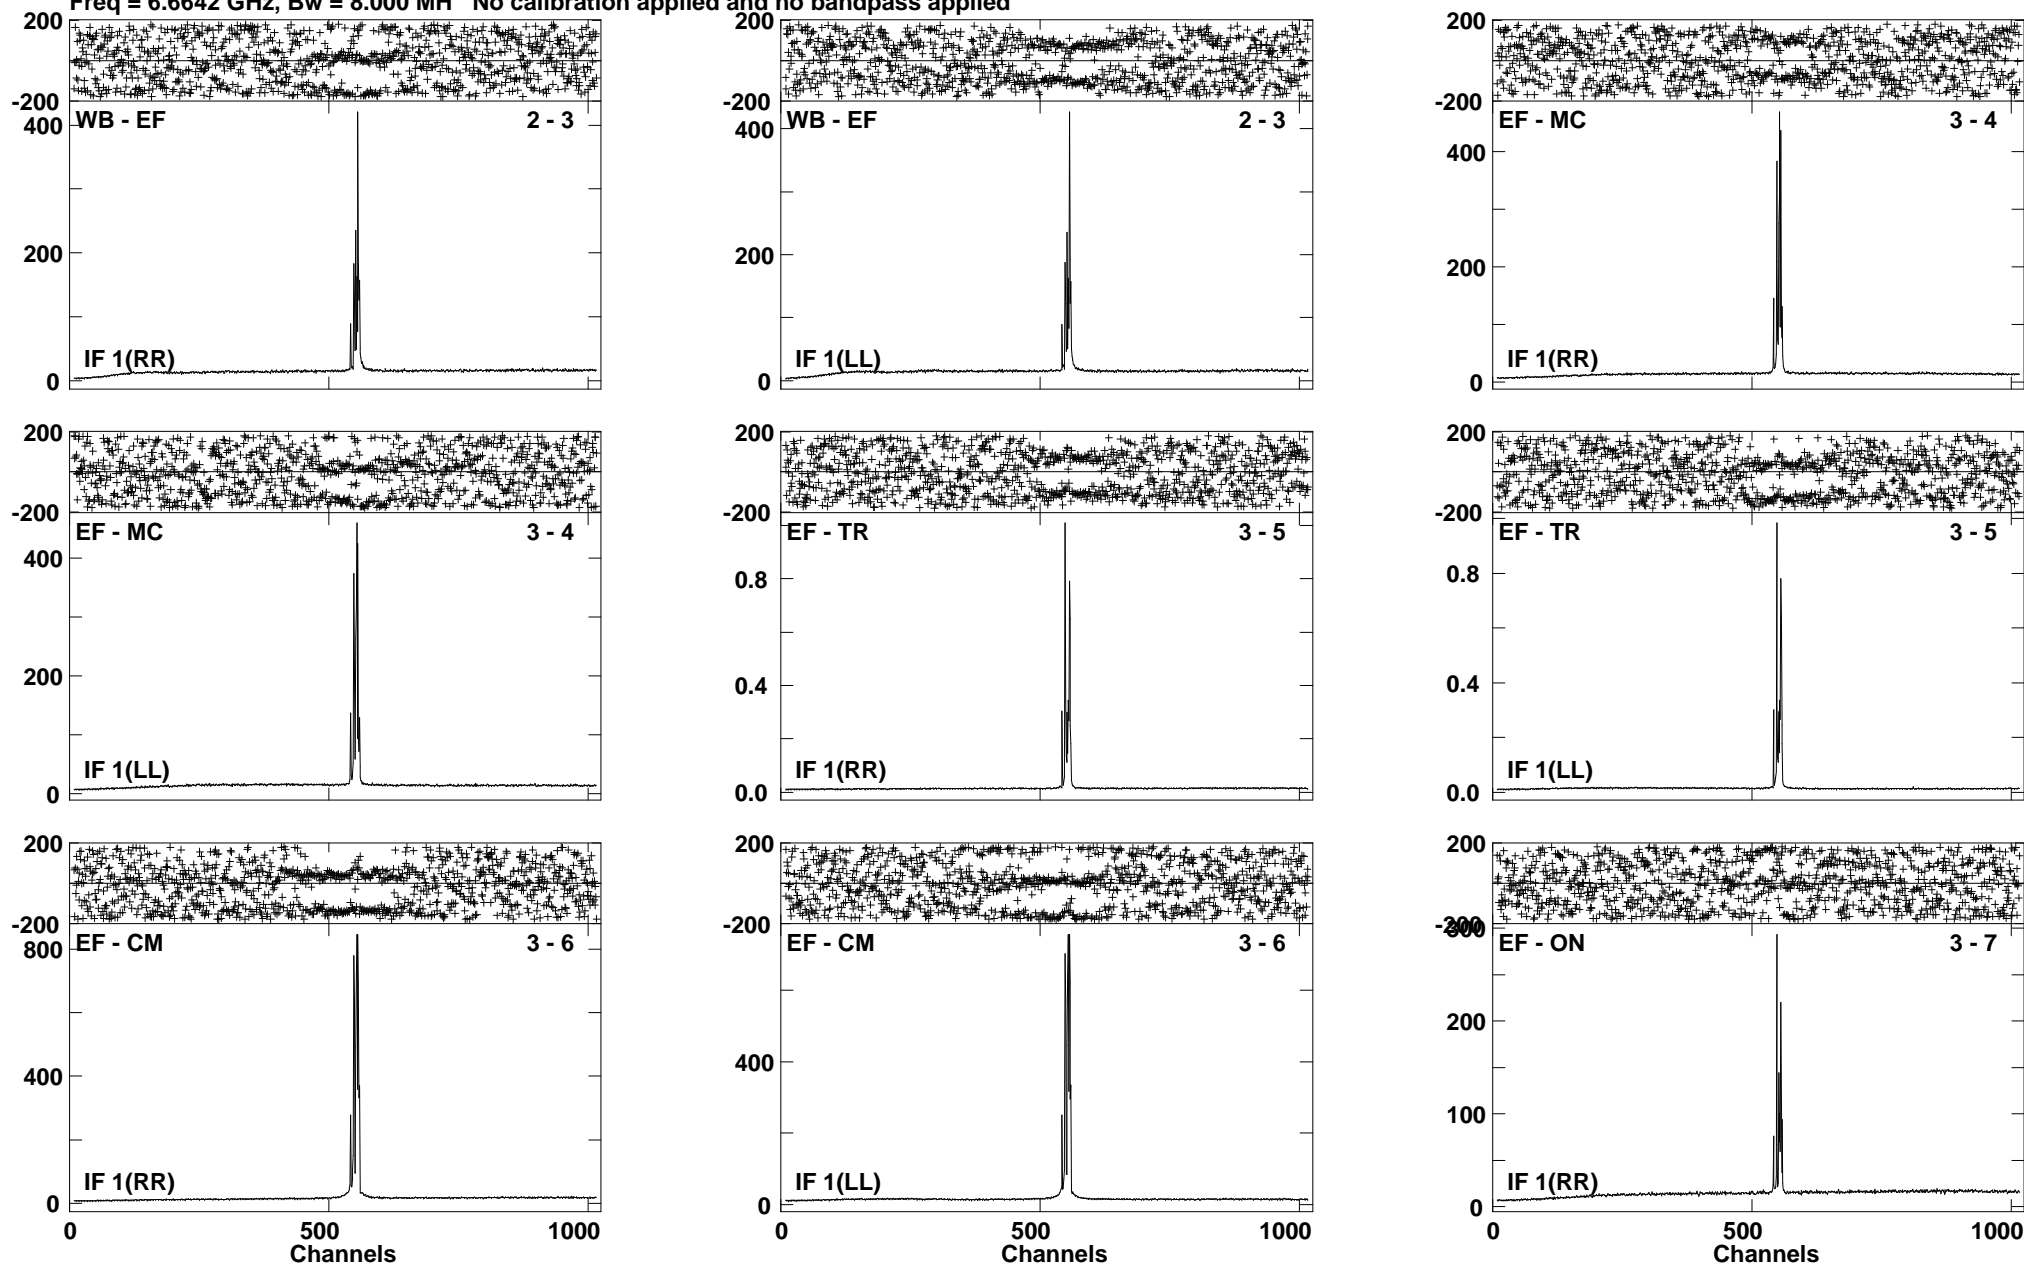 Freq = 6.6642 GHz, Bw = 8.000 MH No calibration applied and no bandpass applied
200
-200
WB - EF 2 - 3
400
200
0
IF 1(RR)
200
-200
WB - EF 2 - 3
400
200
0
IF 1(LL)
200
-200
EF - MC 3 - 4
400
200
0
IF 1(RR)
200
-200
EF - MC 3 - 4
400
200
0
IF 1(LL)
200
-200
EF - TR 3 - 5
0.8
0.4
0.0
IF 1(RR)
200
-200
EF - TR 3 - 5
0.8
0.4
0.0
IF 1(LL)
200
-200
EF - CM 3 - 6
800
400
0
IF 1(RR)
0 500 1000
Channels
200
-200
EF - CM 3 - 6
400
0
IF 1(LL)
0 500 1000
Channels
200
-200
300
EF - ON 3 - 7
200
100
0
IF 1(RR)
0 500 1000
Channels